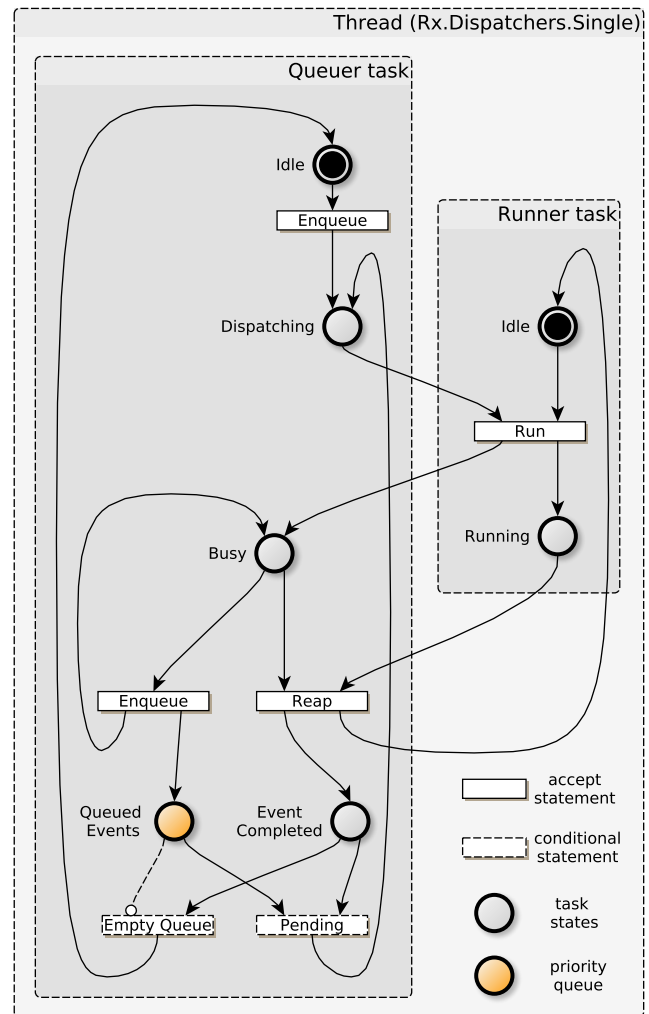 Thread (Rx.Dispatchers.Single)
Queuer task
Idle
Enqueue
Runner task
Dispatching
Idle
Run
Busy
Running
Enqueue
Reap
Queued
Events
Event
Completed
Empty Queue
Pending
accept
statement
conditional
statement
task
states
priority
queue